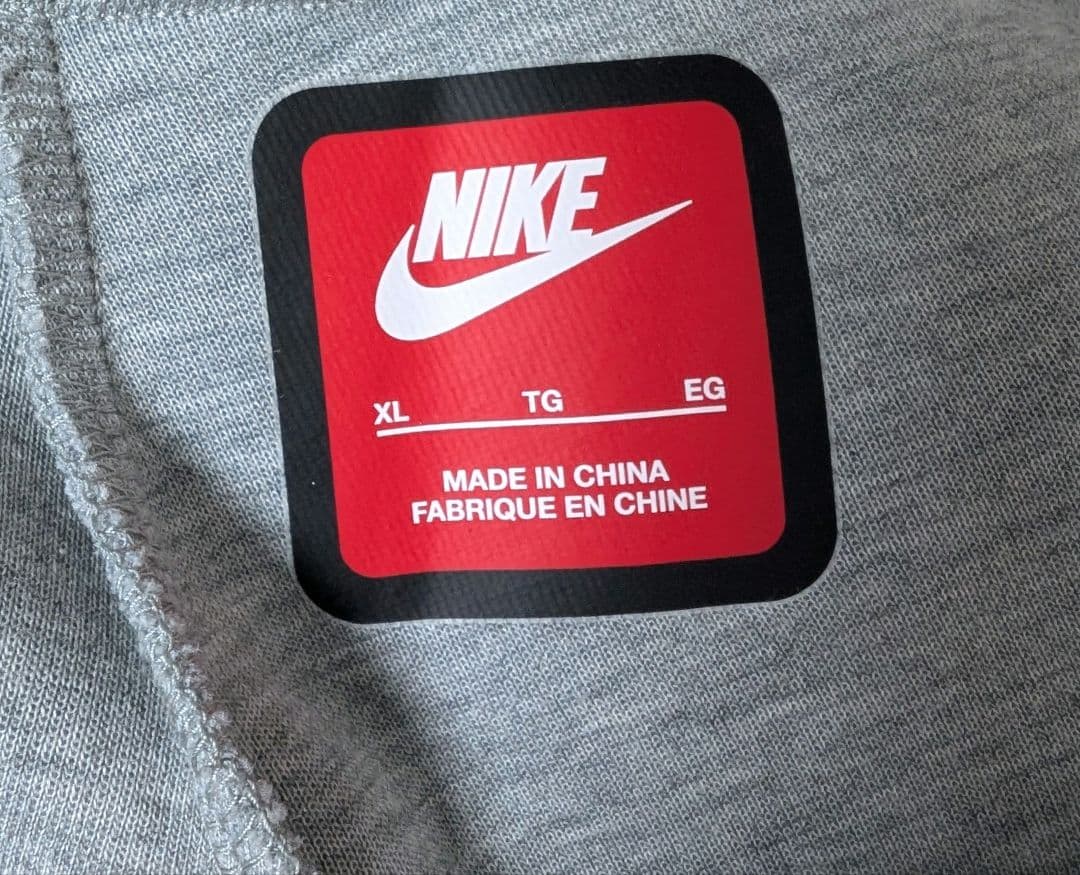 NIKE
XL TG EG
MADE IN CHINA
FABRIQUE EN CHINE